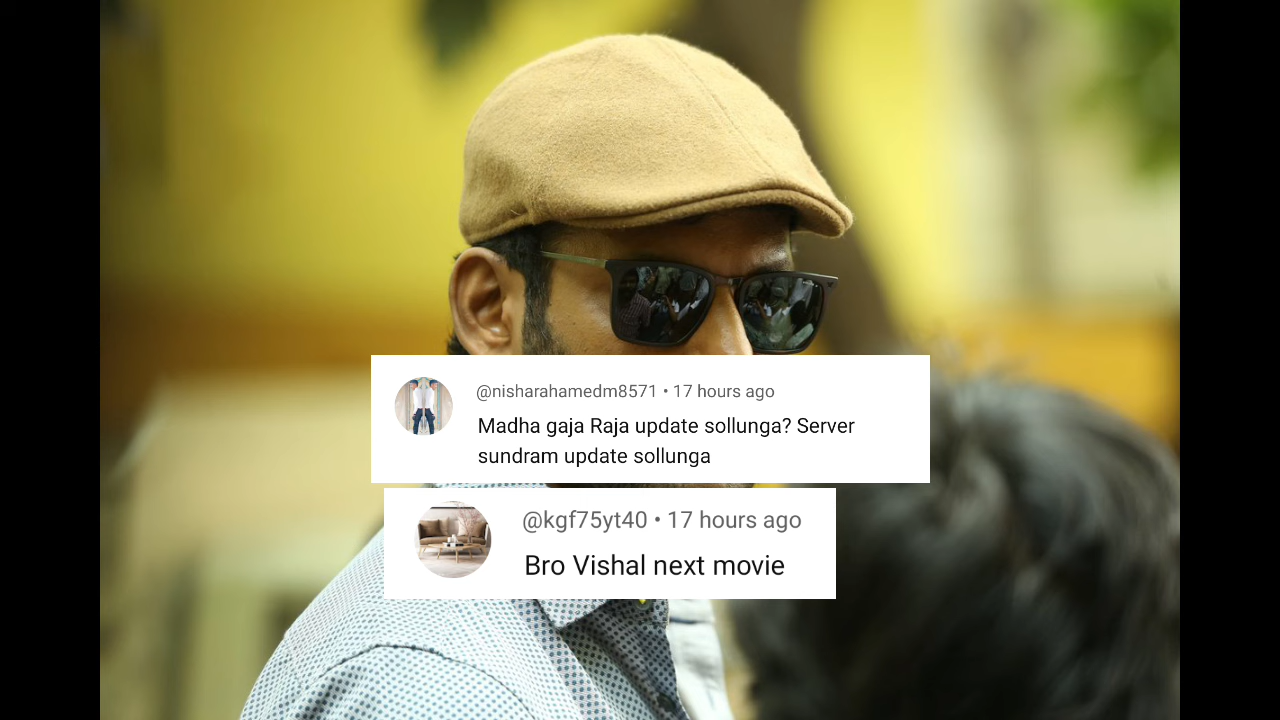 @nisharahamedm8571 • 17 hours ago
Madha gaja Raja update sollunga? Server
sundram update sollunga
@kgf75yt40 • 17 hours ago
Bro Vishal next movie